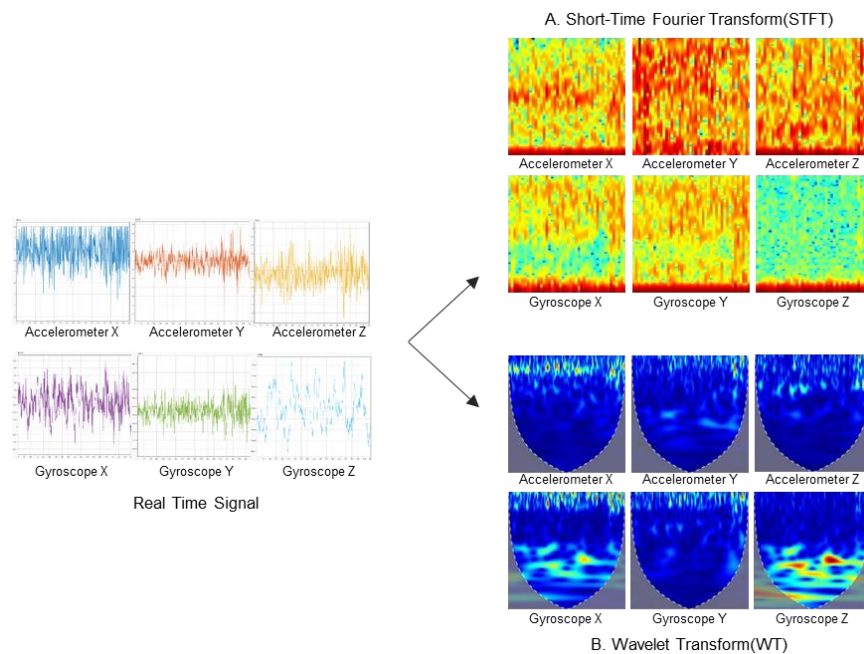 A. Short-Time Fourier Transform(STFT)
Accelerometer X
Accelerometer Y
Accelerometer Z
Gyroscope X
Gyroscope Y
Gyroscope Z
Accelerometer X
Accelerometer Y
Accelerometer Z
Gyroscope X
Gyroscope Y
Gyroscope Z
Real Time Signal
Accelerometer X
Accelerometer Y
Accelerometer Z
Gyroscope X
Gyroscope Y
Gyroscope Z
B. Wavelet Transform(WT)